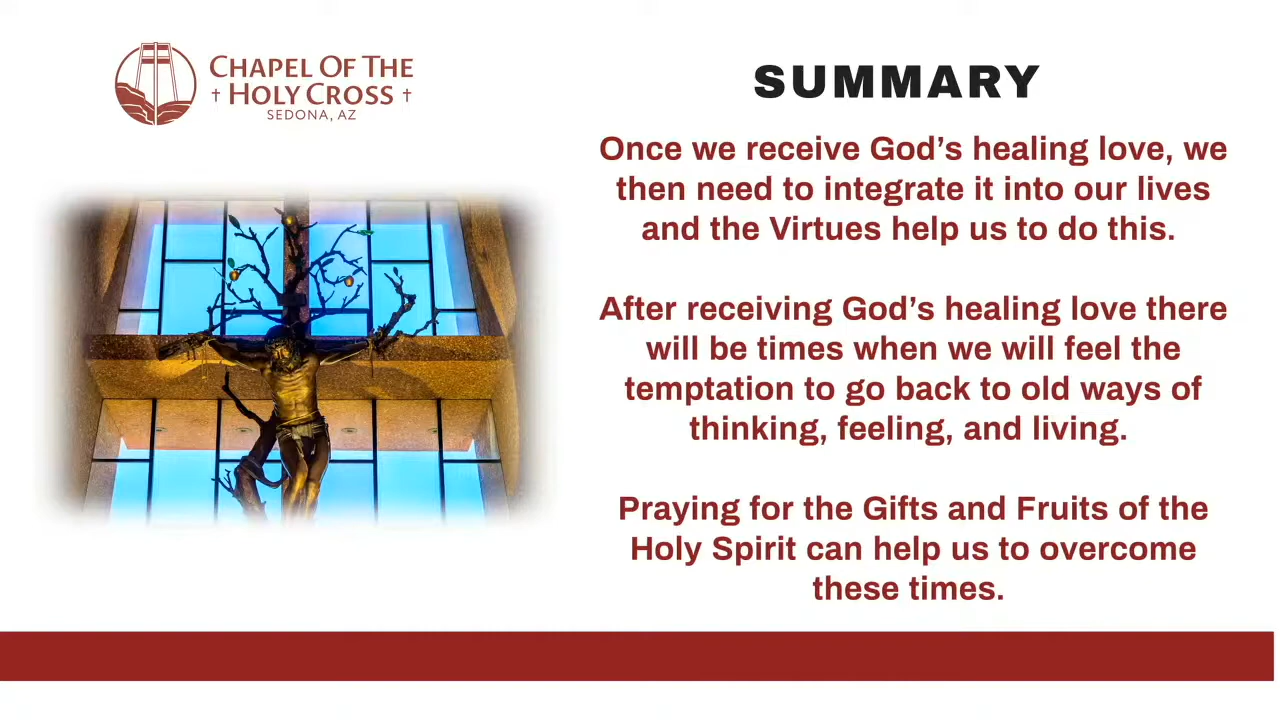 CHAPEL OF THE
† HOLY CROSS †
SEDONA, AZ
SUMMARY
Once we receive God’s healing love, we
then need to integrate it into our lives
and the Virtues help us to do this.
After receiving God’s healing love there
will be times when we will feel the
temptation to go back to old ways of
thinking, feeling, and living.
Praying for the Gifts and Fruits of the
Holy Spirit can help us to overcome
these times.